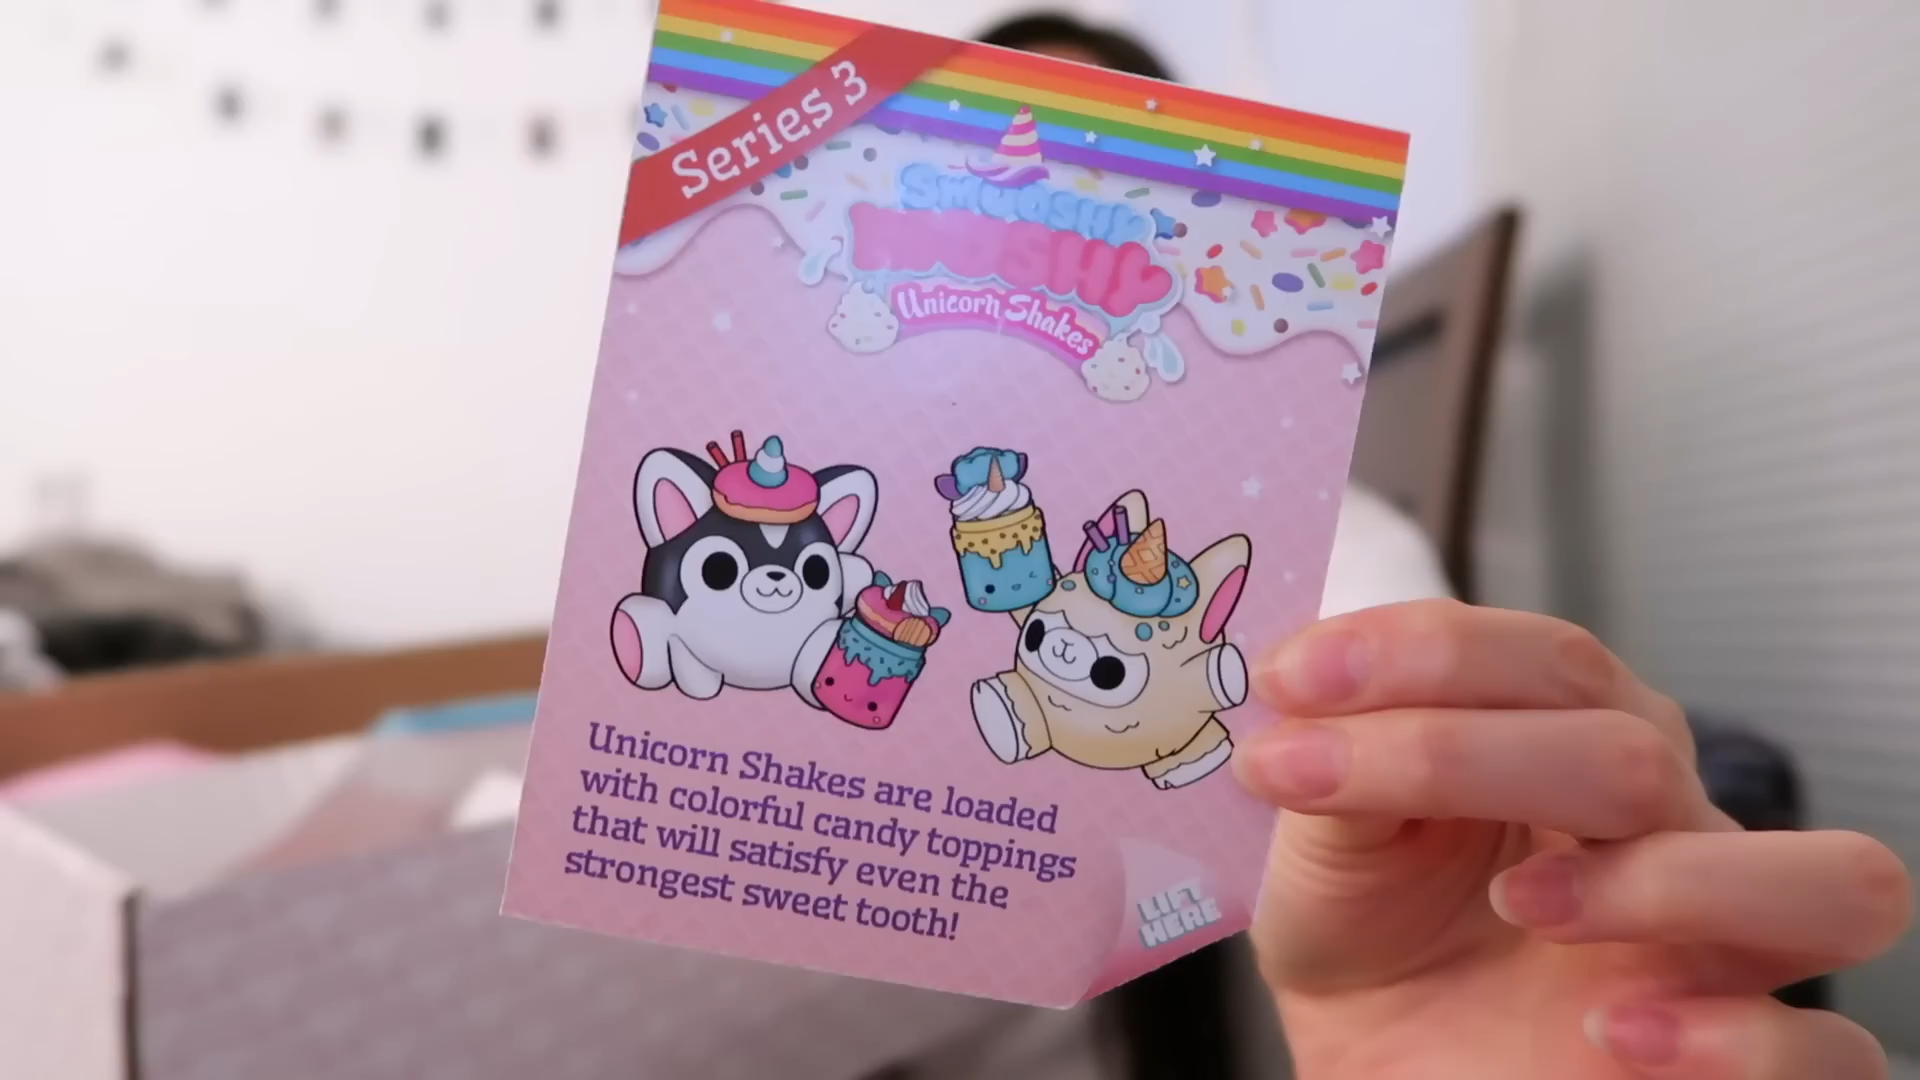 Series 3
SMOOSHY
MUSHY
Unicorn Shakes
Unicorn Shakes are loaded
with colorful candy toppings
that will satisfy even the
strongest sweet tooth!
LIFT
HERE